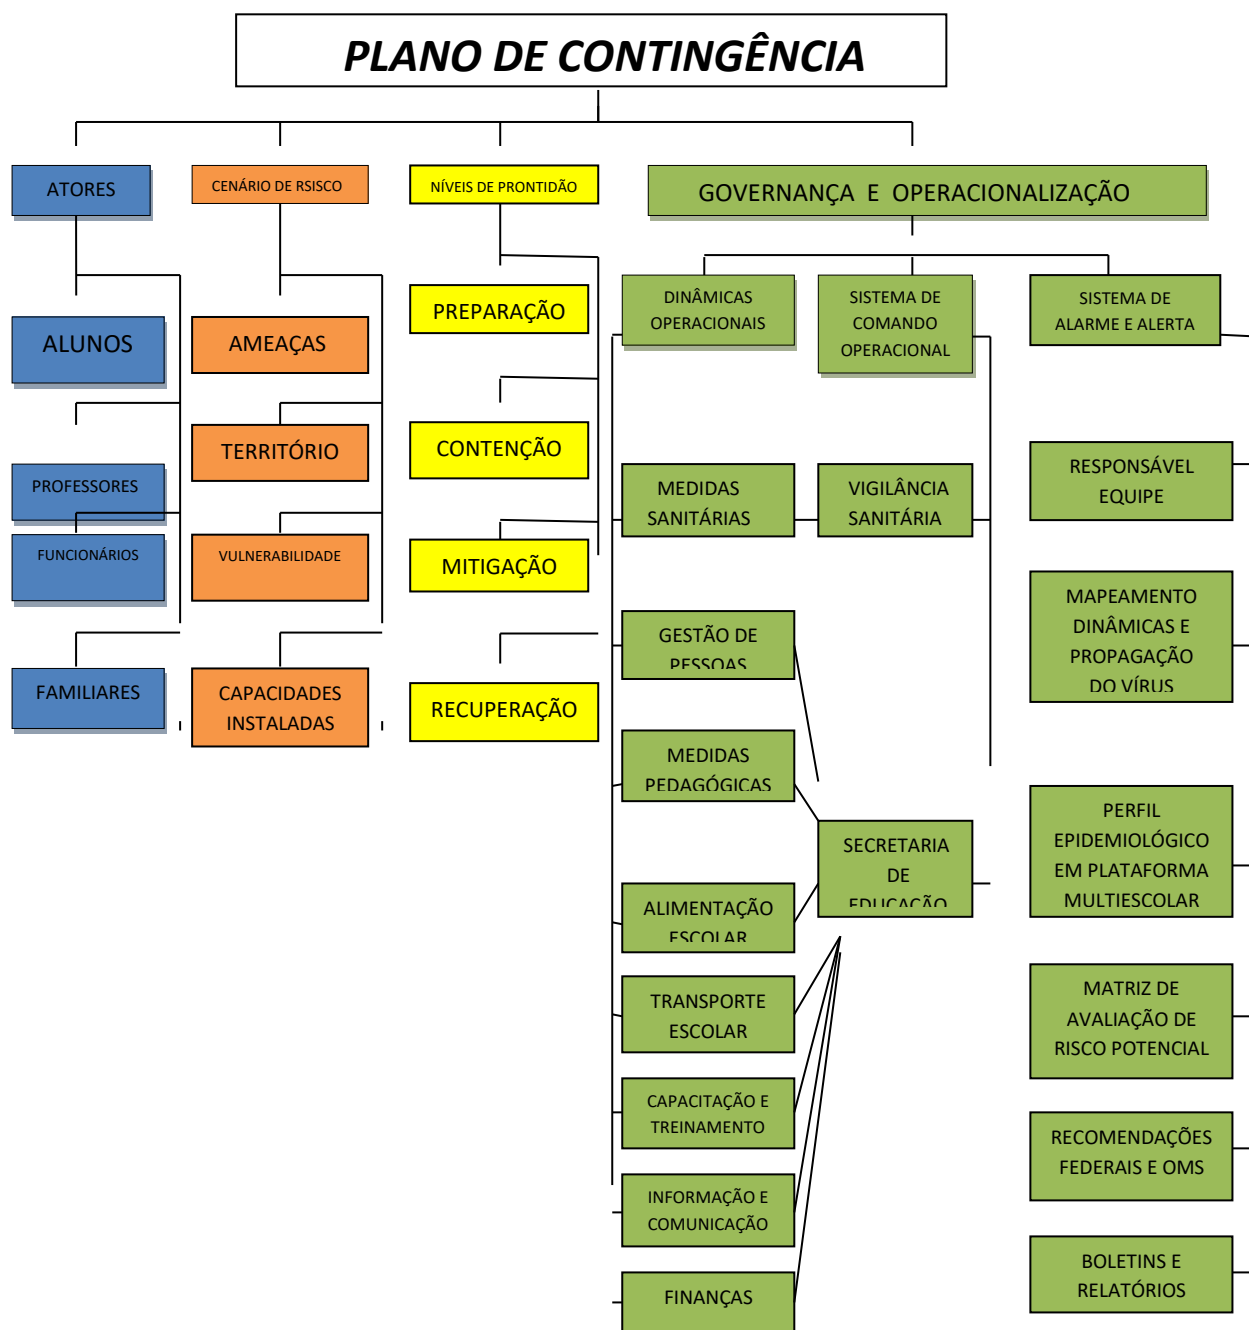 PLANO DE CONTINGÊNCIA
ATORES
CENÁRIO DE RSISCO
NÍVEIS DE PRONTIDÃO
GOVERNANÇA E OPERACIONALIZAÇÃO
ALUNOS
PROFESSORES
FUNCIONÁRIOS
FAMILIARES
AMEAÇAS
TERRITÓRIO
VULNERABILIDADE
CAPACIDADES
INSTALADAS
PREPARAÇÃO
CONTENÇÃO
MITIGAÇÃO
RECUPERAÇÃO
DINÂMICAS
OPERACIONAIS
MEDIDAS
SANITÁRIAS
GESTÃO DE
PESSOAS
MEDIDAS
PEDAGÓGICAS
ALIMENTAÇÃO
ESCOLAR
TRANSPORTE
ESCOLAR
CAPACITAÇÃO E
TREINAMENTO
INFORMAÇÃO E
COMUNICAÇÃO
FINANÇAS
SISTEMA DE
COMANDO
OPERACIONAL
VIGILÂNCIA
SANITÁRIA
SECRETARIA
DE
EDUCAÇÃO
SISTEMA DE
ALARME E ALERTA
RESPONSÁVEL
EQUIPE
MAPEAMENTO
DINÂMICAS E
PROPAGAÇÃO
DO VÍRUS
PERFIL
EPIDEMIOLÓGICO
EM PLATAFORMA
MULTIESCOLAR
MATRIZ DE
AVALIAÇÃO DE
RISCO POTENCIAL
RECOMENDAÇÕES
FEDERAIS E OMS
BOLETINS E
RELATÓRIOS